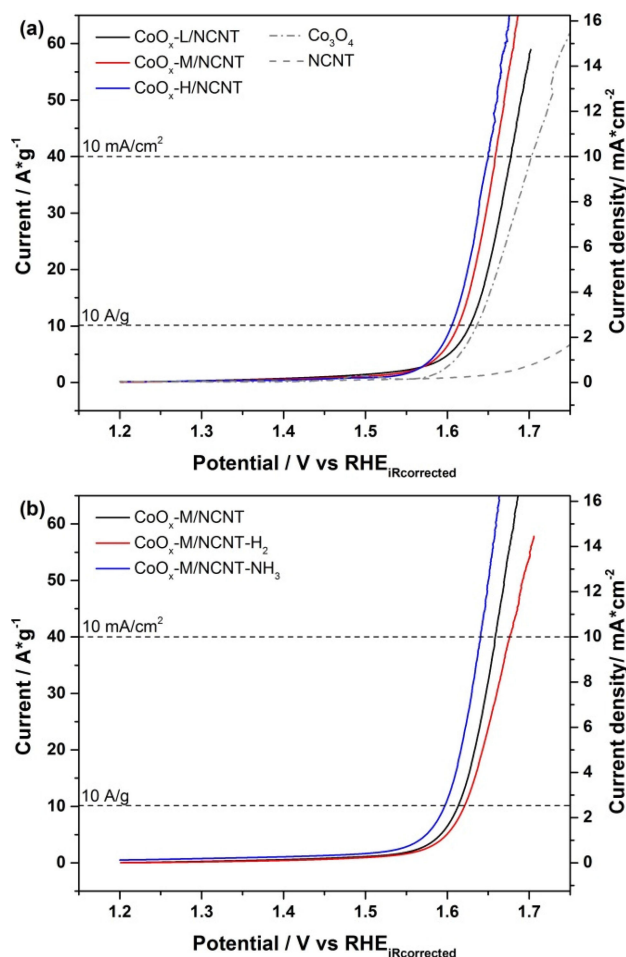 (a)
CoOx-L/NCNT
CoOx-M/NCNT
CoOx-H/NCNT
Co3O4
NCNT
10 mA/cm2
10 A/g
60
50
40
30
20
10
0
Current / A*g-1
16
14
12
10
8
6
4
2
0
Current density/ mA*cm-2
1.2 1.3 1.4 1.5 1.6 1.7
Potential / V vs RHEiRcorrected
(b)
CoOx-M/NCNT
CoOx-M/NCNT-H2
CoOx-M/NCNT-NH3
10 mA/cm2
10 A/g
60
50
40
30
20
10
0
Current / A*g-1
16
14
12
10
8
6
4
2
0
Current density/ mA*cm-2
1.2 1.3 1.4 1.5 1.6 1.7
Potential / V vs RHEiRcorrected